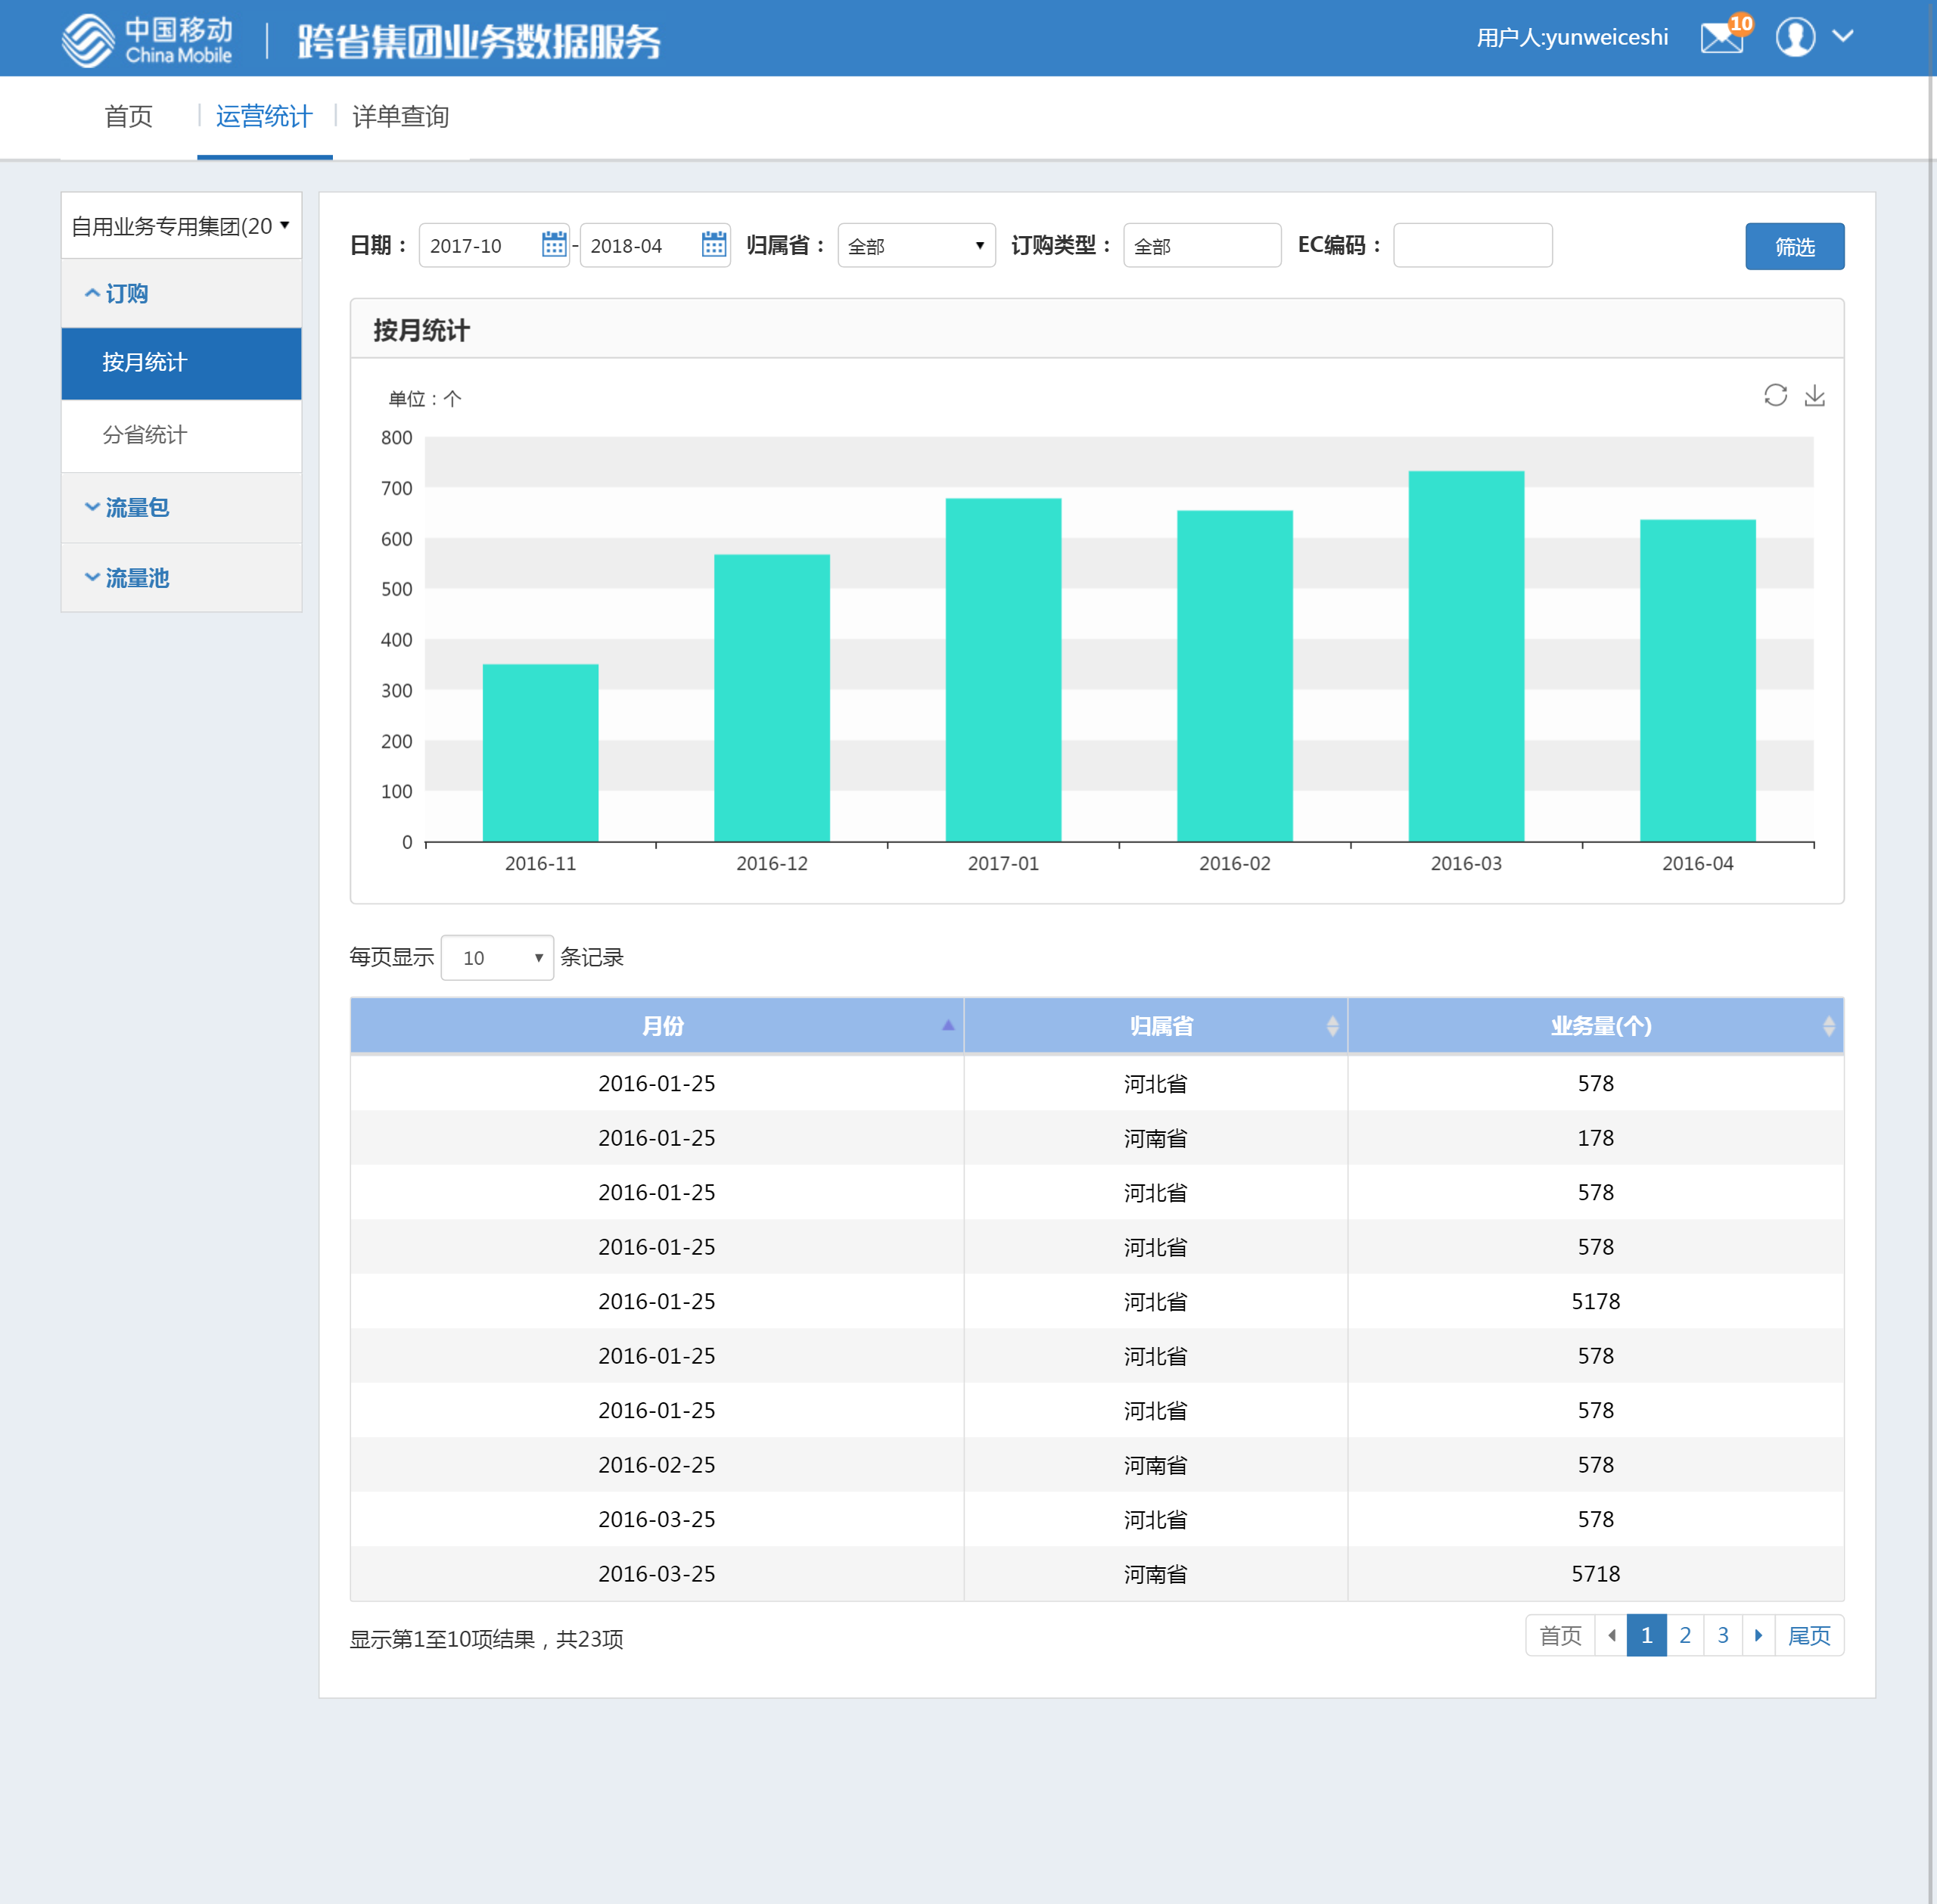 中国移动
China Mobile
跨省集团业务数据服务
用户人:yunweiceshi
10
首页
运营统计
详单查询
自用业务专用集团(20
订购
按月统计
分省统计
流量包
流量池
日期：
2017-10
-
2018-04
归属省：
全部
订购类型：
全部
EC编码：
筛选
按月统计
单位：个
800
700
600
500
400
300
200
100
0
2016-11
2016-12
2017-01
2016-02
2016-03
2016-04
每页显示 10 条记录
月份 归属省 业务量(个)
2016-01-25 河北省 578
2016-01-25 河南省 178
2016-01-25 河北省 578
2016-01-25 河北省 578
2016-01-25 河北省 5178
2016-01-25 河北省 578
2016-01-25 河北省 578
2016-02-25 河南省 578
2016-03-25 河北省 578
2016-03-25 河南省 5718
显示第1至10项结果，共23项
首页 1 2 3 尾页